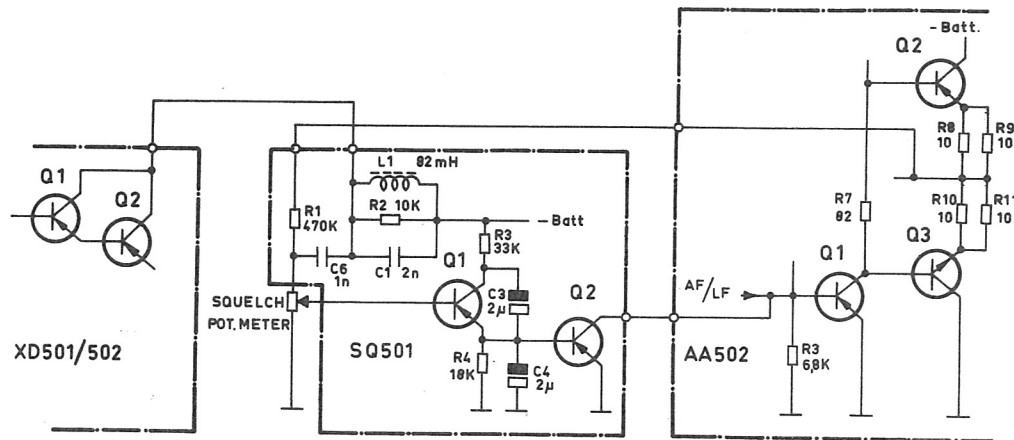 Q1
Q2
XD501/502
L1 82mH
R2 10K
R1
470K
C6
1n
C1 2n
- Batt
R3
33K
Q1
C3
2µ
Q2
SQUELCH
POT. METER
SQ501
R4
18K
C4
2µ
- Batt.
Q2
R8
10
R9
10
R7
82
R10
10
R11
10
Q1
Q3
AF/LF
R3
6,8K
AA502